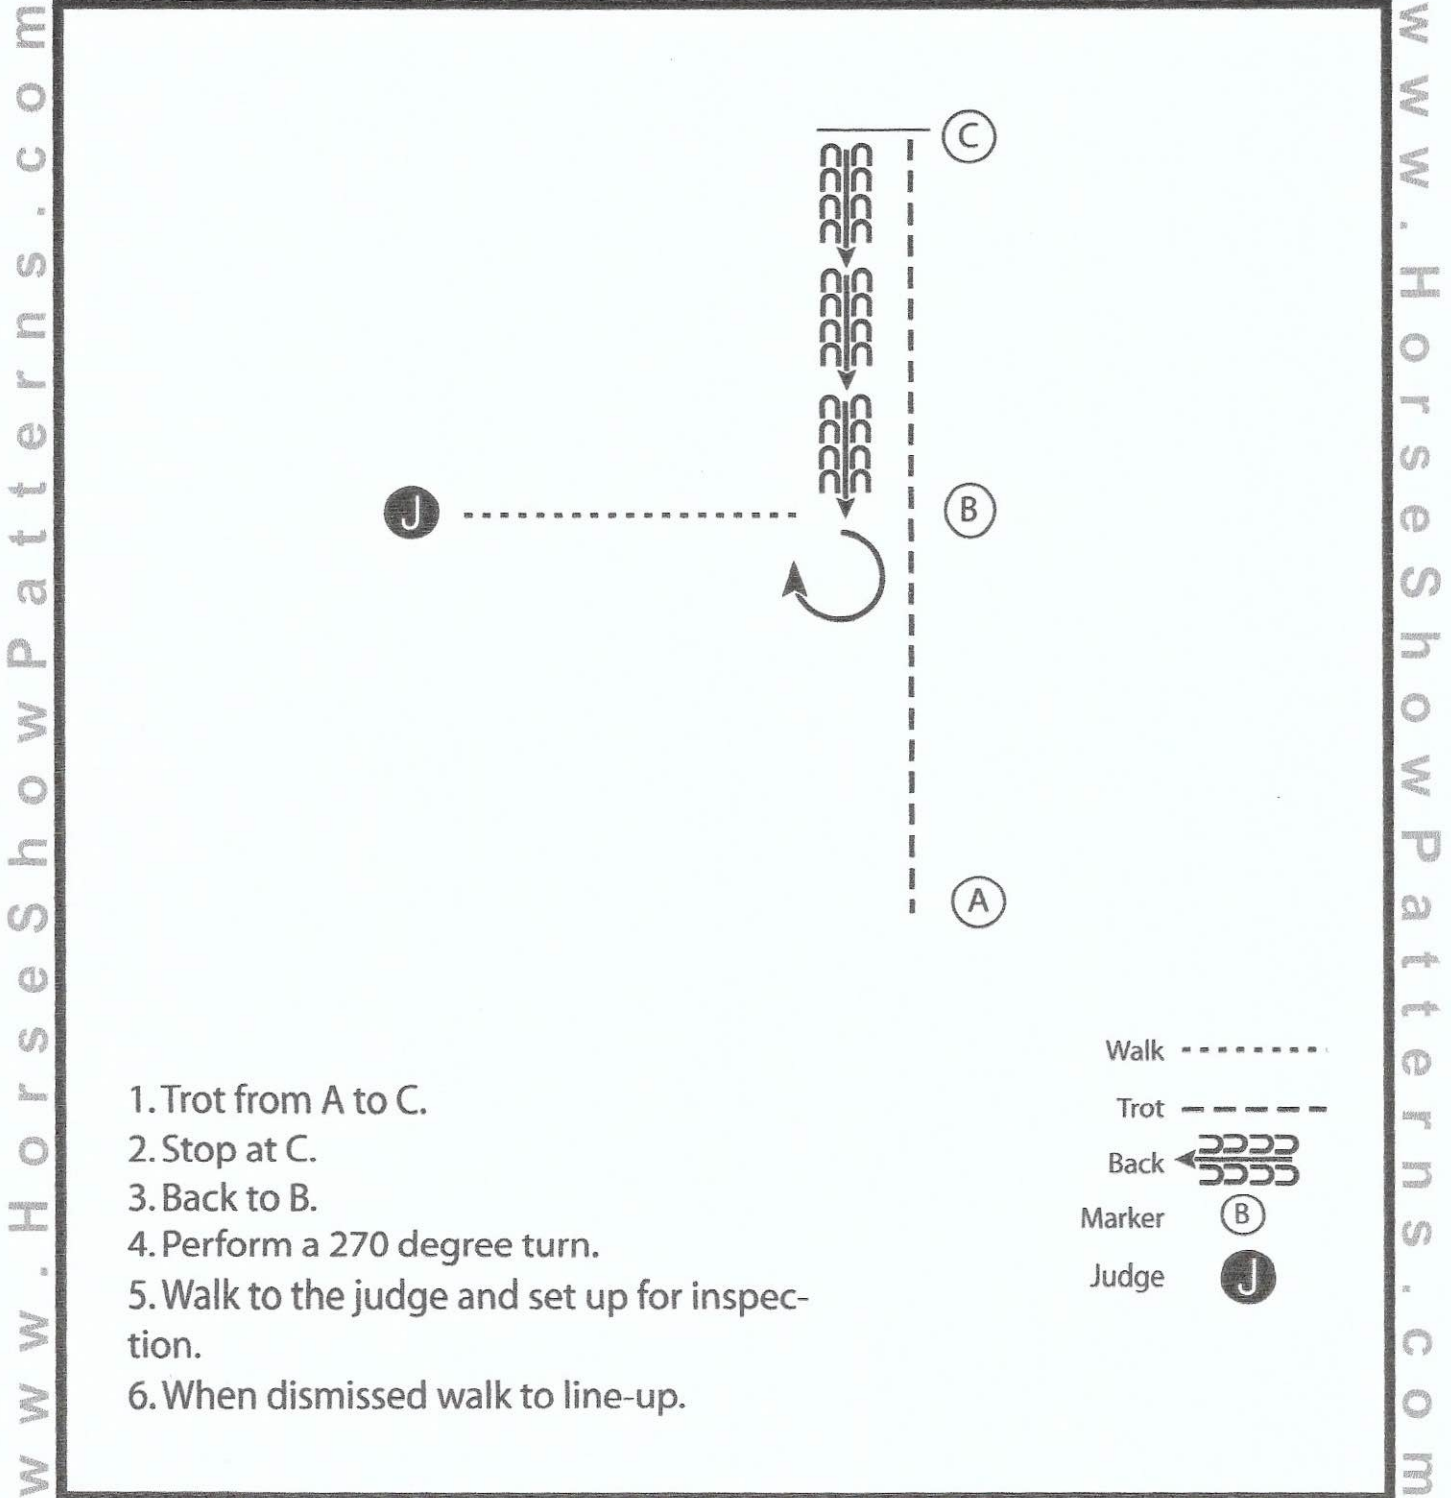 www.HorseShowPatterns.com
www.HorseShowPatterns.com
C
J
B
A
Walk
Trot
Back
Marker B
Judge J
1. Trot from A to C.
2. Stop at C.
3. Back to B.
4. Perform a 270 degree turn.
5. Walk to the judge and set up for inspec-
tion.
6. When dismissed walk to line-up.